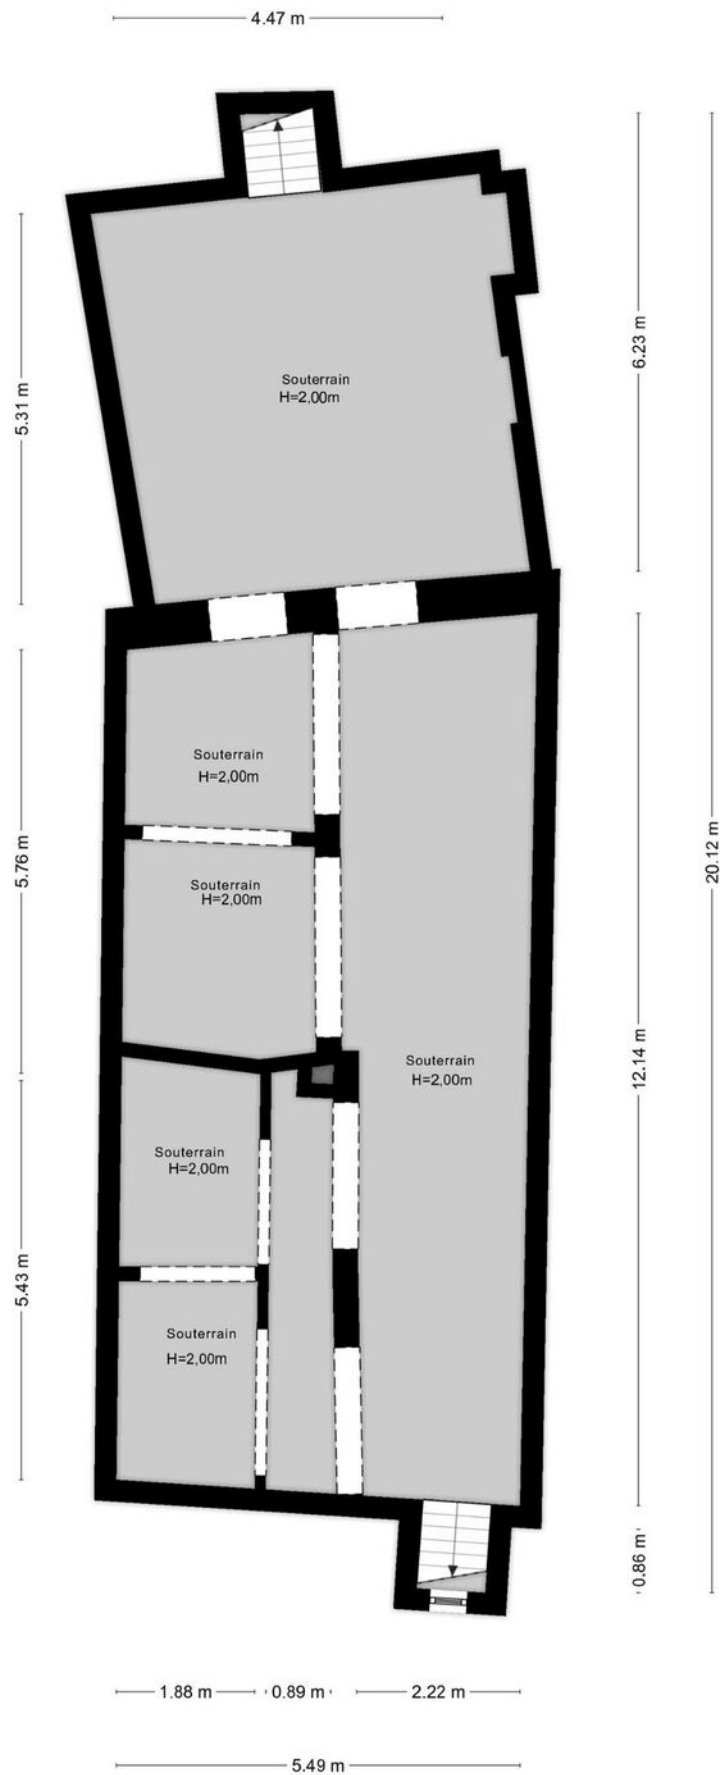 4.47 m
5.31 m
6.23 m
Souterrain
H=2,00m
Souterrain
H=2,00m
5.76 m
20.12 m
Souterrain
H=2,00m
Souterrain
H=2,00m
12.14 m
Souterrain
H=2,00m
5.43 m
Souterrain
H=2,00m
0.86 m
1.88 m
0.89 m
2.22 m
5.49 m